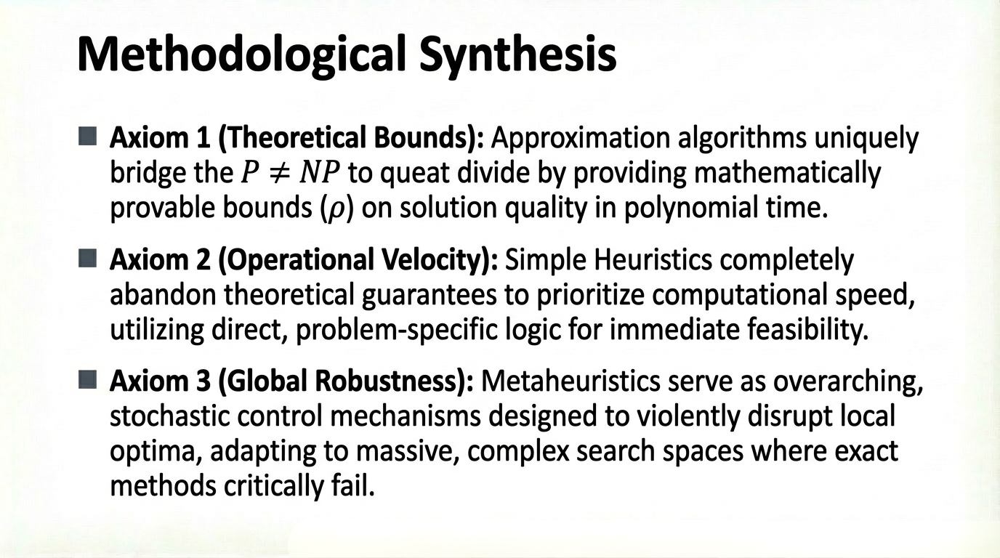 Methodological Synthesis
Axiom 1 (Theoretical Bounds): Approximation algorithms uniquely
bridge the P ≠ NP to queat divide by providing mathematically
provable bounds (ρ) on solution quality in polynomial time.
Axiom 2 (Operational Velocity): Simple Heuristics completely
abandon theoretical guarantees to prioritize computational speed,
utilizing direct, problem-specific logic for immediate feasibility.
Axiom 3 (Global Robustness): Metaheuristics serve as overarching,
stochastic control mechanisms designed to violently disrupt local
optima, adapting to massive, complex search spaces where exact
methods critically fail.